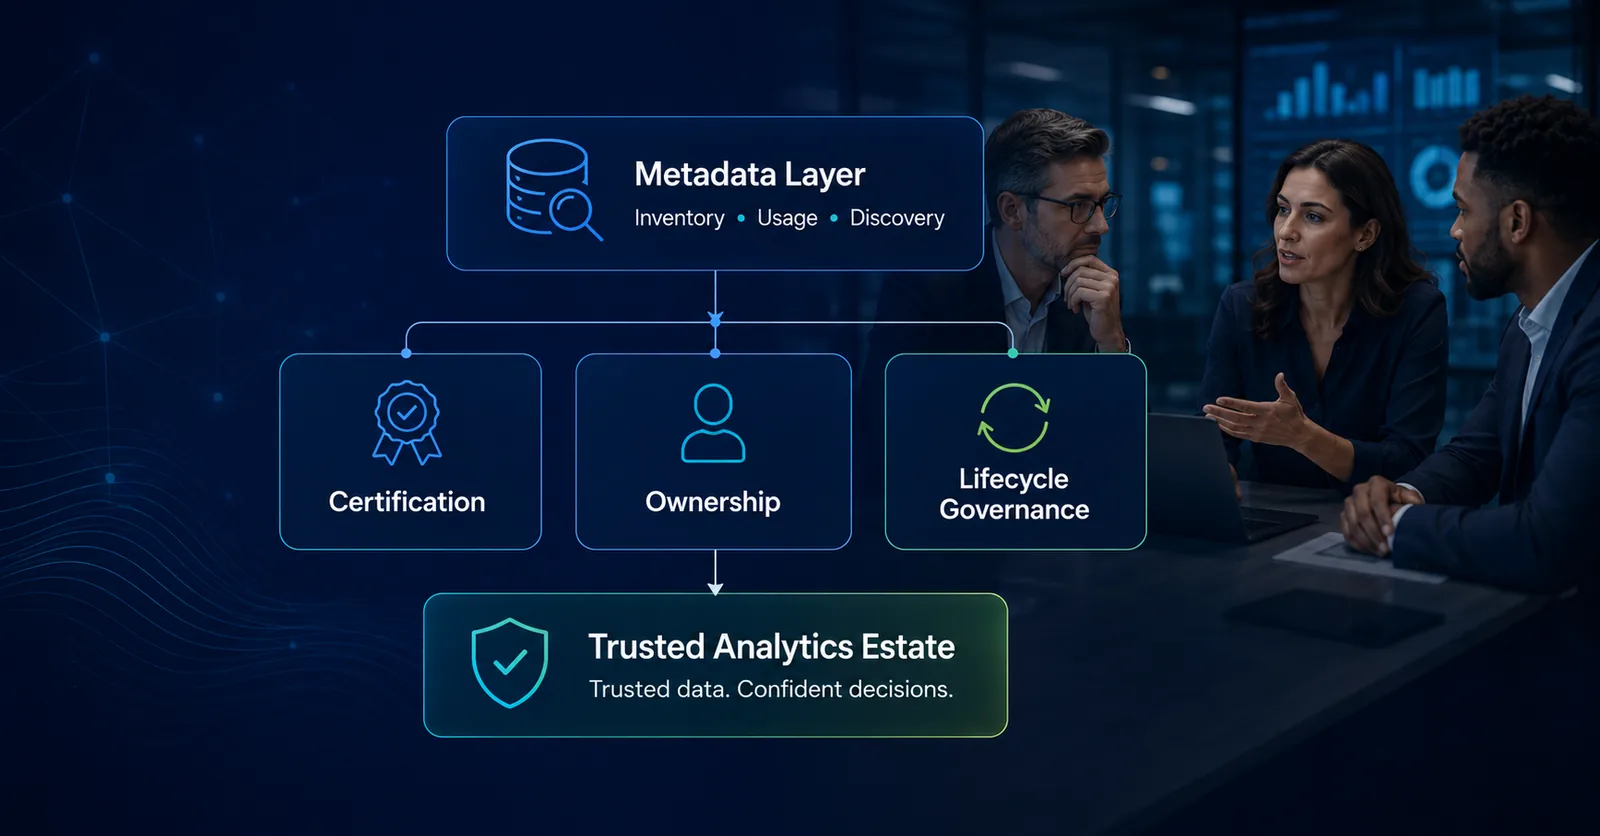 Metadata Layer
Inventory • Usage • Discovery
Certification
Ownership
Lifecycle
Governance
Trusted Analytics Estate
Trusted data. Confident decisions.